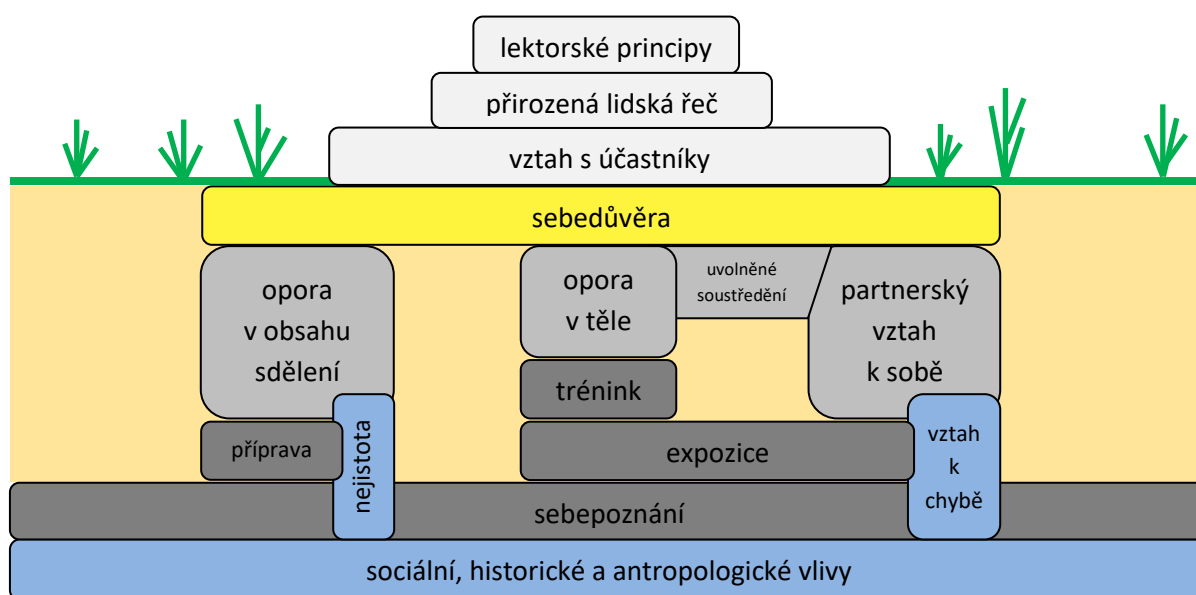 lektorské principy
přirozená lidská řeč
vztah s účastníky
sebedůvěra
opora
v obsahu
sdělení
opora
v těle
uvolněné
soustředění
partnerský
vztah
k sobě
trénink
příprava
nejistota
expozice
vztah
k
chybě
sebepoznání
sociální, historické a antropologické vlivy